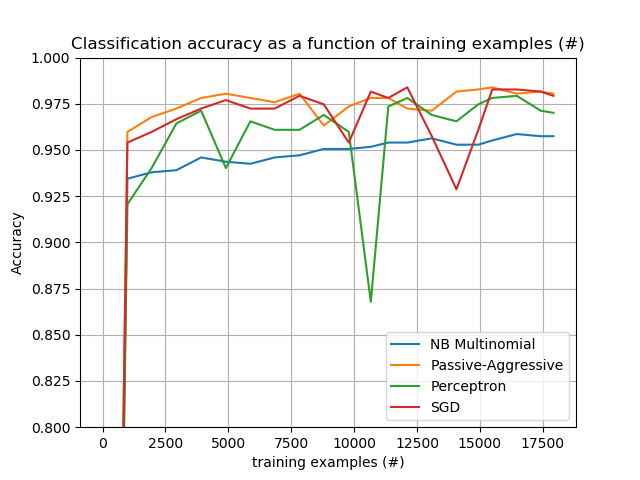 Classification accuracy as a function of training examples (#)
1.000
0.975
0.950
0.925
0.900
0.875
0.850
0.825
0.800
Accuracy
NB Multinomial
Passive-Aggressive
Perceptron
SGD
0 2500 5000 7500 10000 12500 15000 17500
training examples (#)